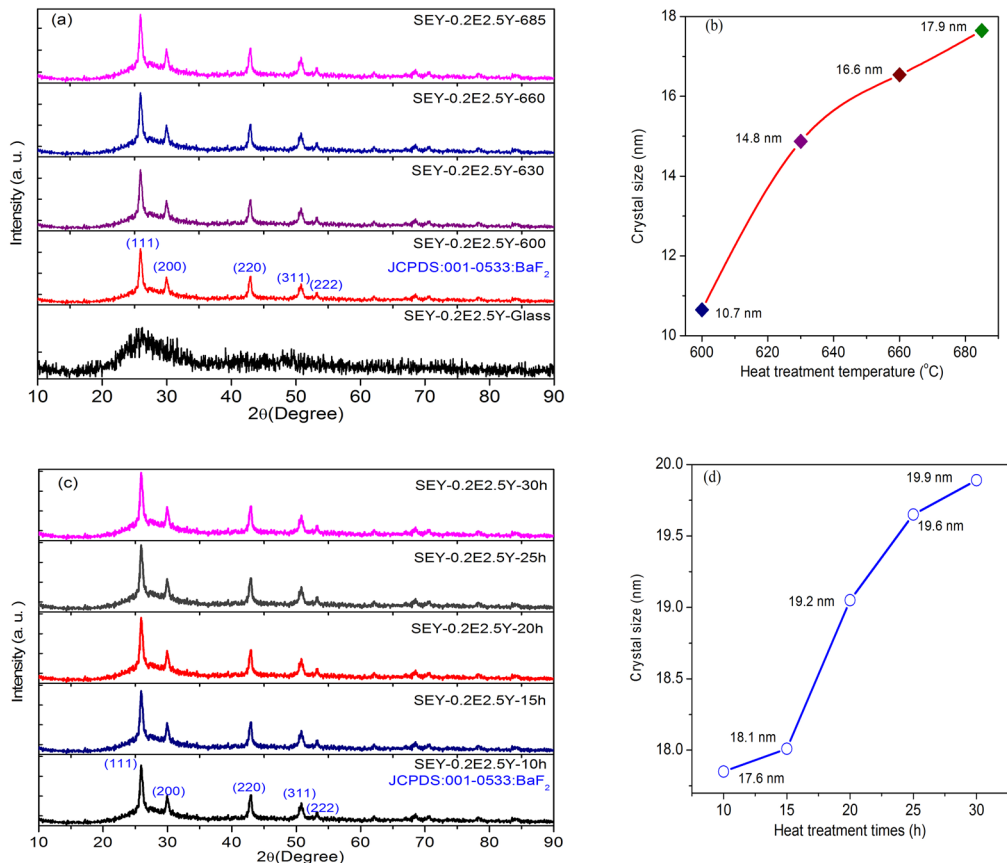 (a)
SEY-0.2E2.5Y-685
SEY-0.2E2.5Y-660
SEY-0.2E2.5Y-630
SEY-0.2E2.5Y-600
(111)
(200)
(220)
(311)
(222)
JCPDS:001-0533:BaF₂
SEY-0.2E2.5Y-Glass
Intensity (a. u.)
10 20 30 40 50 60 70 80 90
2θ(Degree)
(b)
17.9 nm
16.6 nm
14.8 nm
10.7 nm
Crystal size (nm)
18
16
14
12
10
600 620 640 660 680
Heat treatment temperature (°C)
(c)
SEY-0.2E2.5Y-30h
SEY-0.2E2.5Y-25h
SEY-0.2E2.5Y-20h
SEY-0.2E2.5Y-15h
SEY-0.2E2.5Y-10h
JCPDS:001-0533:BaF₂
(111)
(200)
(220)
(311)
(222)
Intensity (a. u. )
10 20 30 40 50 60 70 80 90
2θ(Degree)
(d)
19.9 nm
19.6 nm
19.2 nm
18.1 nm
17.6 nm
Crystal size (nm)
20.0
19.5
19.0
18.5
18.0
10 15 20 25 30
Heat treatment times (h)